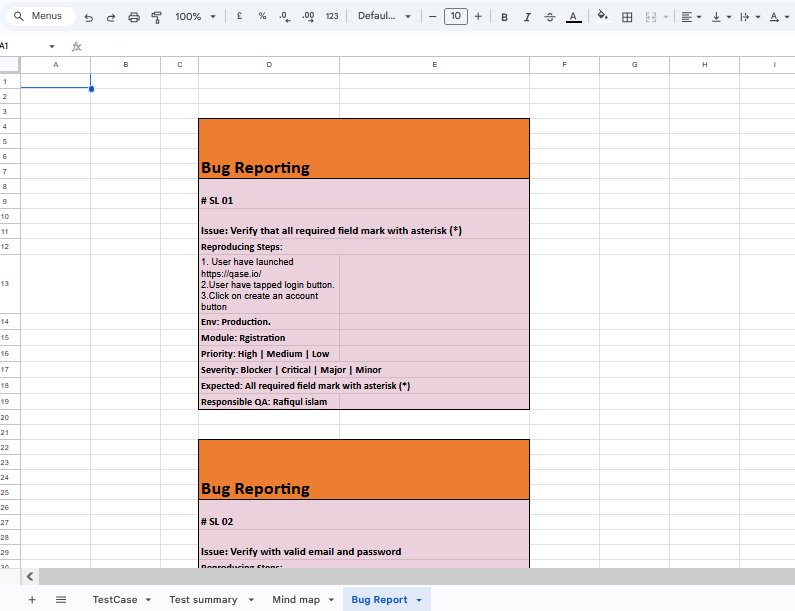 Menus 100% £ % .0 .00 123 Defaul... 10 B I S A A
A1 fx
A B C D E F G H I
1
2
3
4
5
6
7 Bug Reporting
8
9 # SL 01
10
11 Issue: Verify that all required field mark with asterisk (*)
12 Reproducing Steps:
1. User have launched
https://qase.io/
13 2.User have tapped login button.
3.Click on create an account
button
14 Env: Production.
15 Module: Rgistration
16 Priority: High | Medium | Low
17 Severity: Blocker | Critical | Major | Minor
18 Expected: All required field mark with asterisk (*)
19 Responsible QA: Rafiqul islam
20
21
22
23
24
25 Bug Reporting
26
27 # SL 02
28
29 Issue: Verify with valid email and password
30 Reproducing Steps:
TestCase Test summary Mind map Bug Report